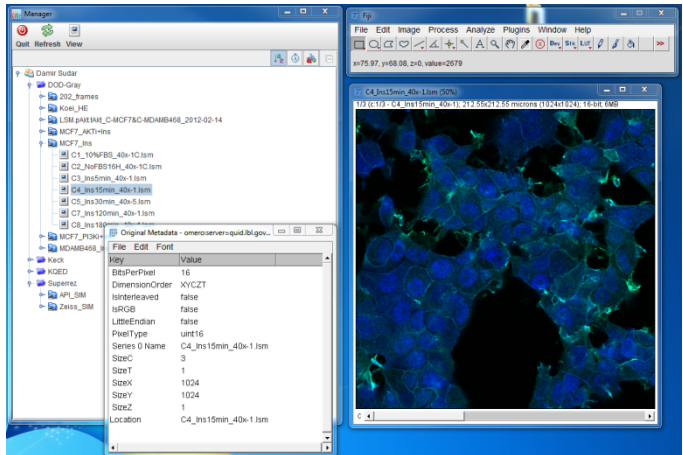 Manager
Quit Refresh View
Damir Sudar
DOD-Gray
202_frames
Koei_HE
LSM.pAkt.tAkt_C-MCF7&C-MDAMB468_2012-02-14
MCF7_AKTi+Ins
MCF7_Ins
C1_10%FBS_40x-1C.lsm
C2_NoFBS16H_40x-1C.lsm
C3_Ins5min_40x-1.lsm
C4_Ins15min_40x-1.lsm
C5_Ins30min_40x-5.lsm
C7_Ins120min_40x-1.lsm
MCF7_PI3Ki+
Keck
KQED
Superrez
API_SIM
Zeiss_SIM
Original Metadata - omero:server=quid.lbl.gov...
File Edit Font
Key Value
BitsPerPixel 16
DimensionOrder XYCZT
IsInterleaved false
IsRGB false
LittleEndian false
PixelType uint16
Series 0 Name C4_Ins15min_40x-1.lsm
SizeC 3
SizeT 1
SizeX 1024
SizeY 1024
SizeZ 1
Location C4_Ins15min_40x-1.lsm
Fiji
File Edit Image Process Analyze Plugins Window Help
A Dev Stk LUT >>
x=75.97, y=68.08, z=0, value=2679
C4_Ins15min_40x-1.lsm (50%)
1/3 (c:1/3 - C4_Ins15min_40x-1); 212.55x212.55 microns (1024x1024); 16-bit; 6MB
C